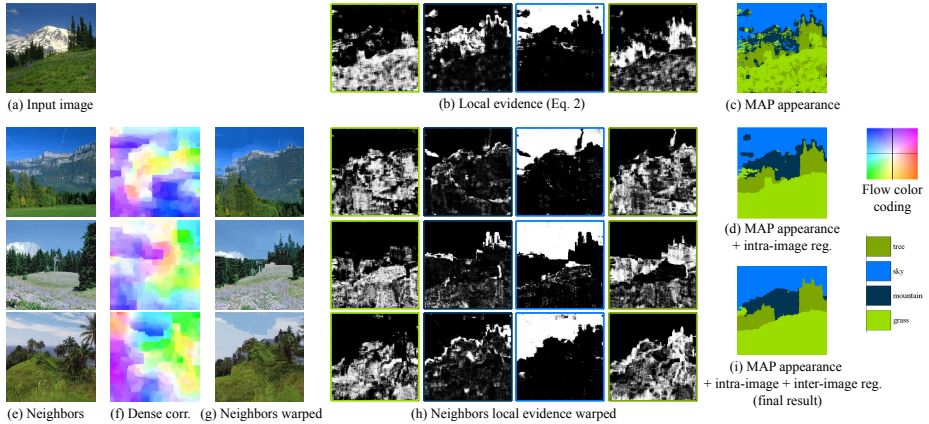 (a) Input image
(b) Local evidence (Eq. 2)
(c) MAP appearance
Flow color
coding
(d) MAP appearance
+ intra-image reg.
tree
sky
mountain
grass
(e) Neighbors
(f) Dense corr.
(g) Neighbors warped
(h) Neighbors local evidence warped
(i) MAP appearance
+ intra-image + inter-image reg.
(final result)